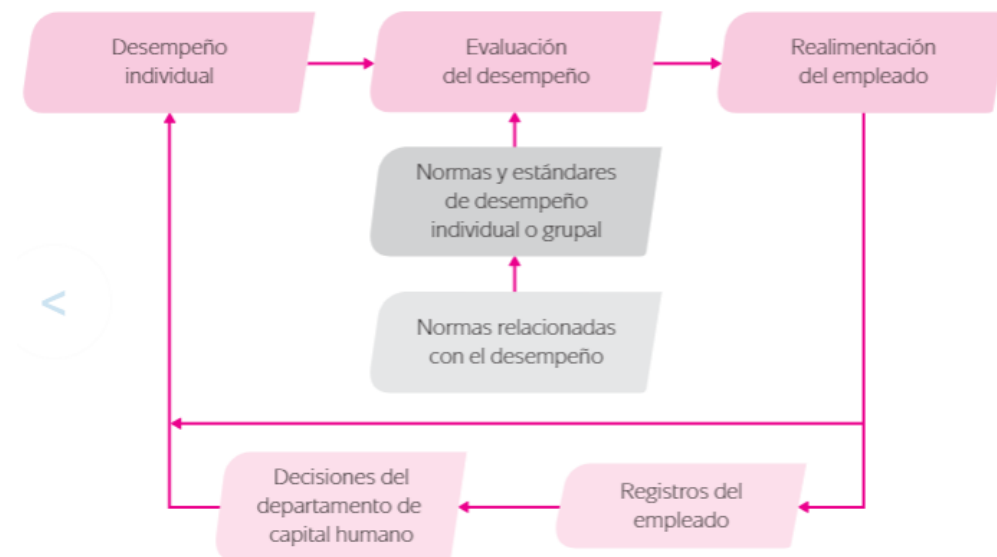 Desempeño
individual
Evaluación
del desempeño
Realimentación
del empleado
Normas y estándares
de desempeño
individual o grupal
<
Normas relacionadas
con el desempeño
Decisiones del
departamento de
capital humano
Registros del
empleado